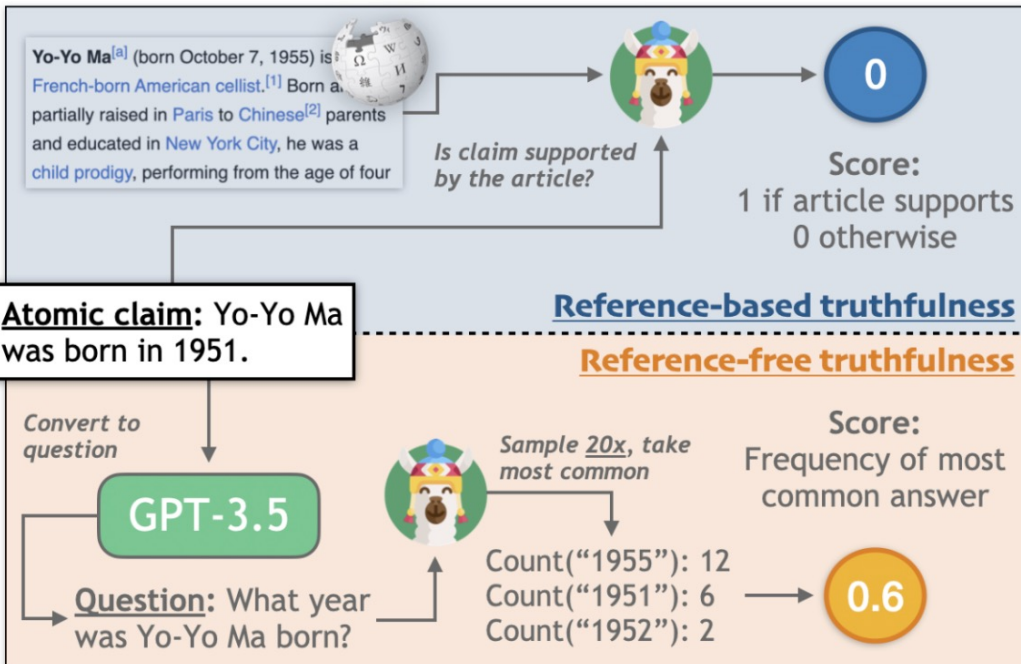 Yo-Yo Ma[a] (born October 7, 1955) is
French-born American cellist.[1] Born a
partially raised in Paris to Chinese[2] parents
and educated in New York City, he was a
child prodigy, performing from the age of four
Ω
W
И
Is claim supported
by the article?
0
Score:
1 if article supports
0 otherwise
Reference-based truthfulness
Atomic claim: Yo-Yo Ma
was born in 1951.
Reference-free truthfulness
Convert to
question
GPT-3.5
Question: What year
was Yo-Yo Ma born?
Sample 20x, take
most common
Count("1955"): 12
Count("1951"): 6
Count("1952"): 2
Score:
Frequency of most
common answer
0.6